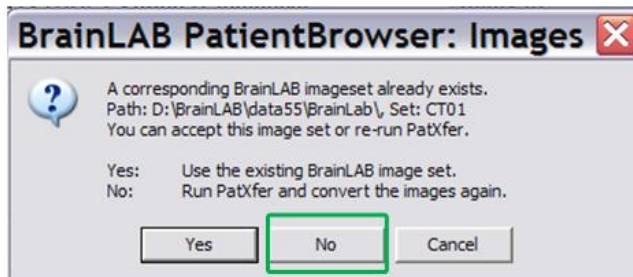 BrainLAB PatientBrowser: Images
A corresponding BrainLAB imageset already exists.
Path: D:\BrainLAB\data55\BrainLab\, Set: CT01
You can accept this image set or re-run PatXfer.
Yes: Use the existing BrainLAB image set.
No: Run PatXfer and convert the images again.
Yes No Cancel